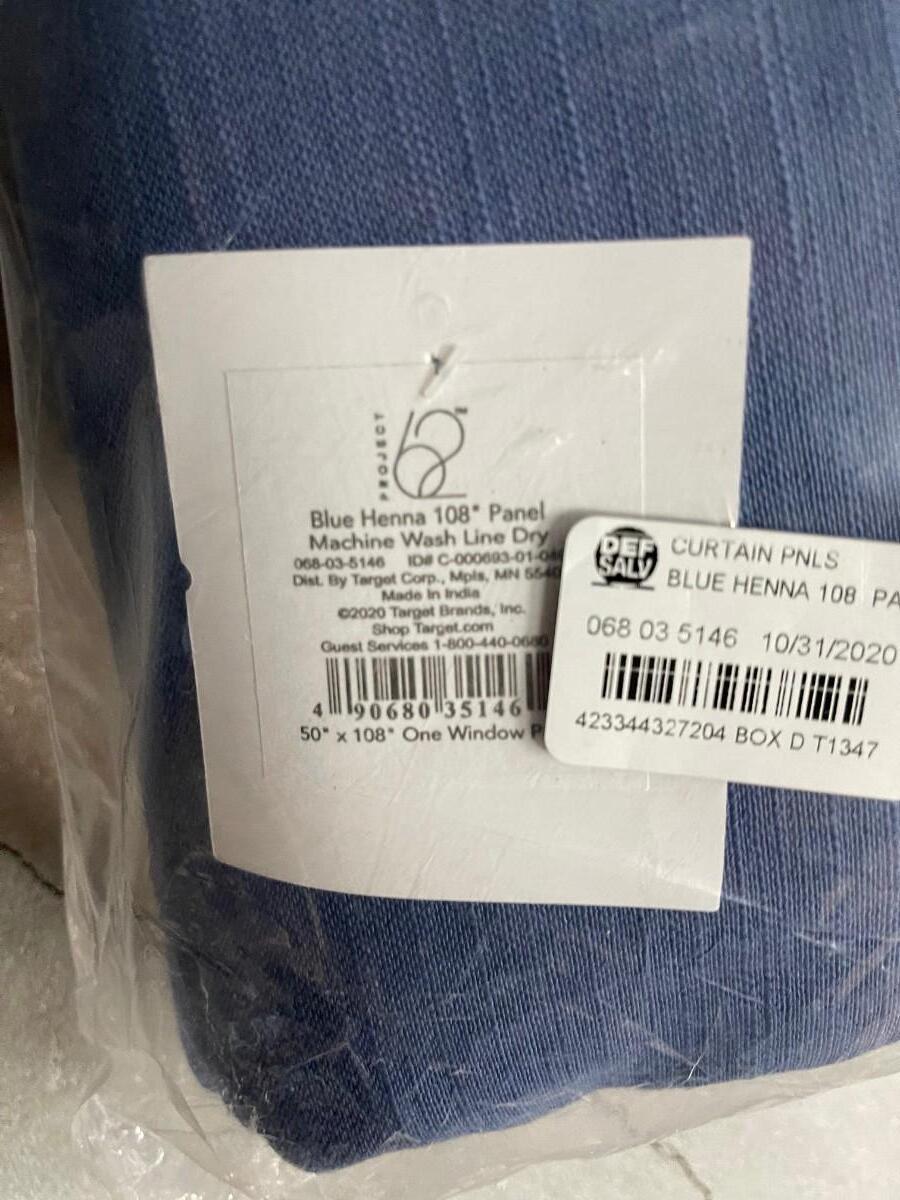 PROJECT
62™
Blue Henna 108" Panel
Machine Wash Line Dry
068-03-5146 ID# C-000693-01-04
Dist. By Target Corp., Mpls, MN 5540
Made In India
©2020 Target Brands, Inc.
Shop Target.com
Guest Services 1-800-440-0680
4 90680 35146
50" x 108" One Window P
DEF
SALV
CURTAIN PNLS
BLUE HENNA 108 PA
068 03 5146 10/31/2020
423344327204 BOX D T1347